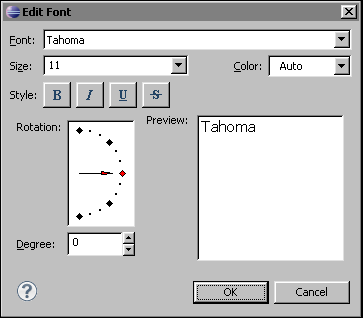 Edit Font
Font: Tahoma
Size: 11 Color: Auto
Style: B I U S
Rotation: Preview:
Tahoma
Degree: 0
? OK Cancel